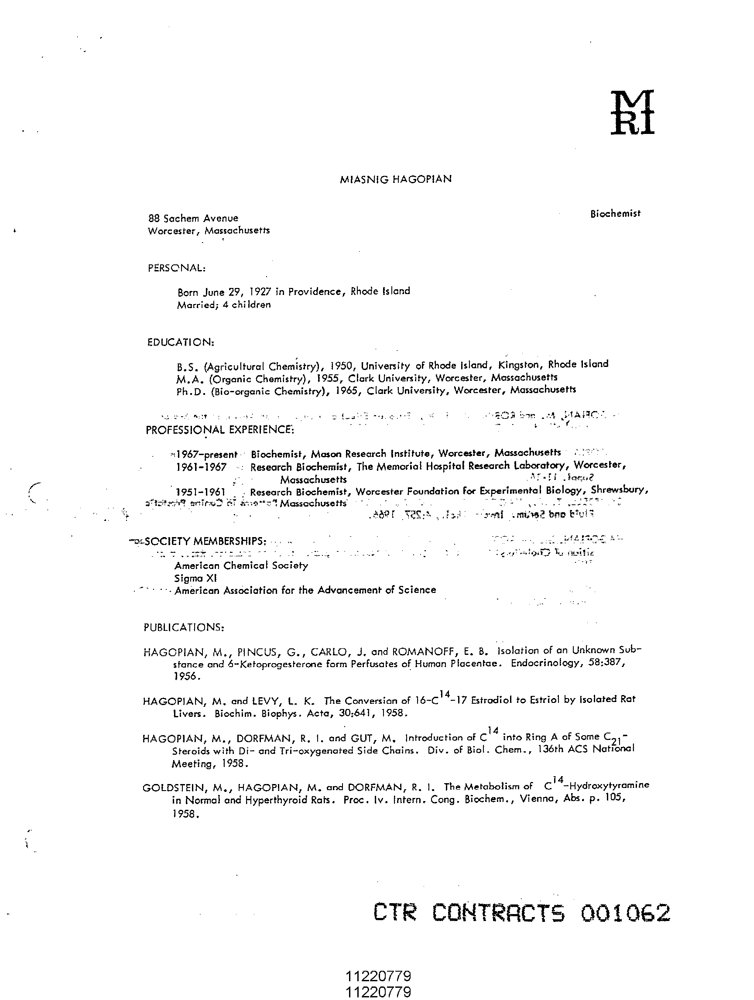 MRI
MIASNIG HAGOPIAN
88 Sachem Avenue
Worcester, Massachusetts
Biochemist
PERSONAL:
Born June 29, 1927 in Providence, Rhode Island
Married; 4 children
EDUCATION:
B.S. (Agricultural Chemistry), 1950, University of Rhode Island, Kingston, Rhode Island
M.A. (Organic Chemistry), 1955, Clark University, Worcester, Massachusetts
Ph.D. (Bio-organic Chemistry), 1965, Clark University, Worcester, Massachusetts
PROFESSIONAL EXPERIENCE:
1967-present Biochemist, Mason Research Institute, Worcester, Massachusetts
1961-1967 Research Biochemist, The Memorial Hospital Research Laboratory, Worcester,
Massachusetts
1951-1961 Research Biochemist, Worcester Foundation for Experimental Biology, Shrewsbury,
Massachusetts
SOCIETY MEMBERSHIPS:
American Chemical Society
Sigma XI
American Association for the Advancement of Science
PUBLICATIONS:
HAGOPIAN, M., PINCUS, G., CARLO, J. and ROMANOFF, E. B. Isolation of an Unknown Sub-
stance and 6-Ketoprogesterone form Perfusates of Human Placentae. Endocrinology, 58:387,
1956.
HAGOPIAN, M. and LEVY, L. K. The Conversion of 16-C¹⁴-17 Estradiol to Estriol by Isolated Rat
Livers. Biochim. Biophys. Acta, 30:641, 1958.
HAGOPIAN, M., DORFMAN, R. I. and GUT, M. Introduction of C¹⁴ into Ring A of Some C₂₁-
Steroids with Di- and Tri-oxygenated Side Chains. Div. of Biol. Chem., 136th ACS National
Meeting, 1958.
GOLDSTEIN, M., HAGOPIAN, M. and DORFMAN, R. I. The Metabolism of C¹⁴-Hydroxytyramine
in Normal and Hyperthyroid Rats. Proc. Iv. Intern. Cong. Biochem., Vienna, Abs. p. 105,
1958.
CTR CONTRACTS 001062
11220779
11220779